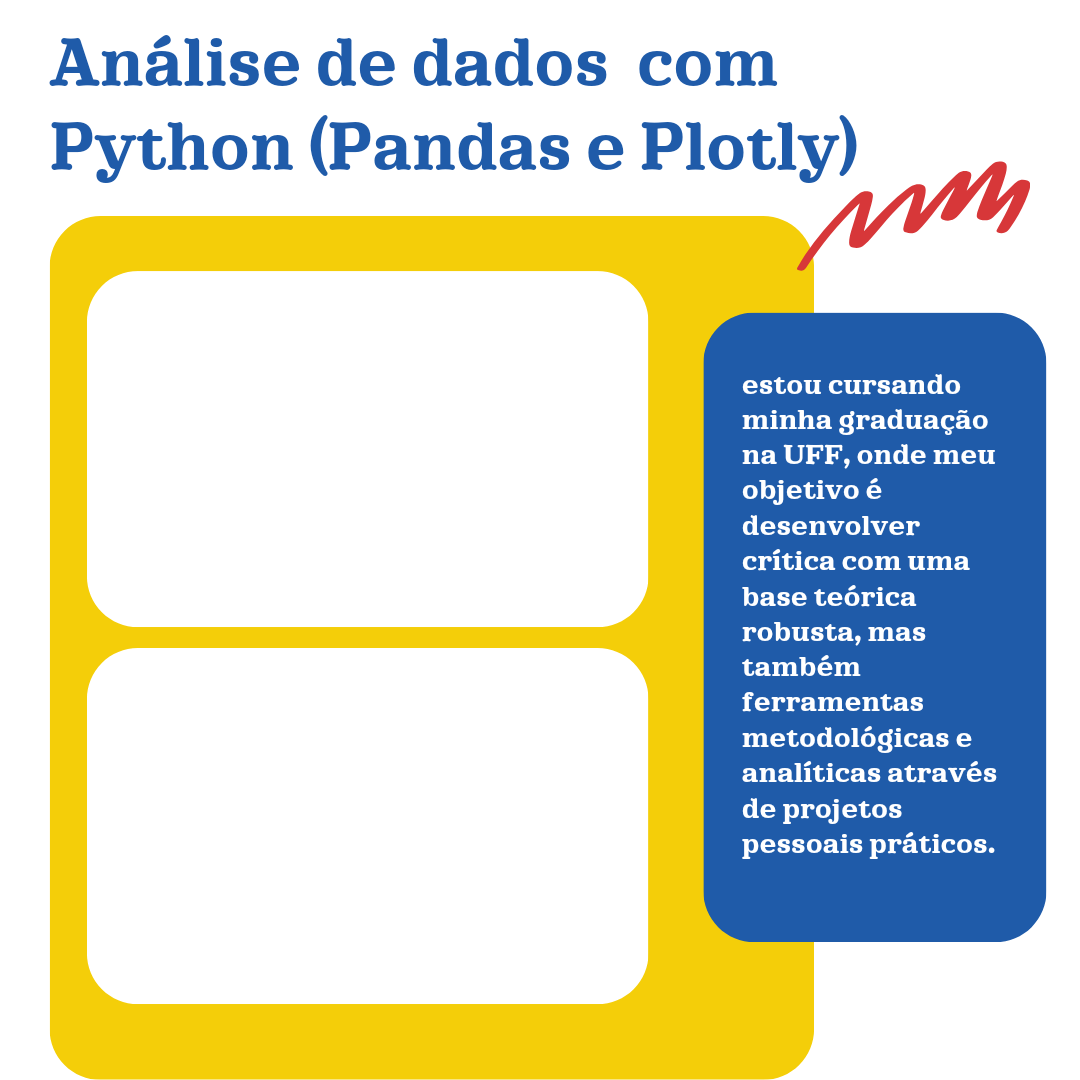 Análise de dados  com
Python (Pandas e Plotly)
estou cursando
minha graduação
na UFF, onde meu
objetivo é
desenvolver
crítica com uma
base teórica
robusta, mas
também
ferramentas
metodológicas e
analíticas através
de projetos
pessoais práticos.